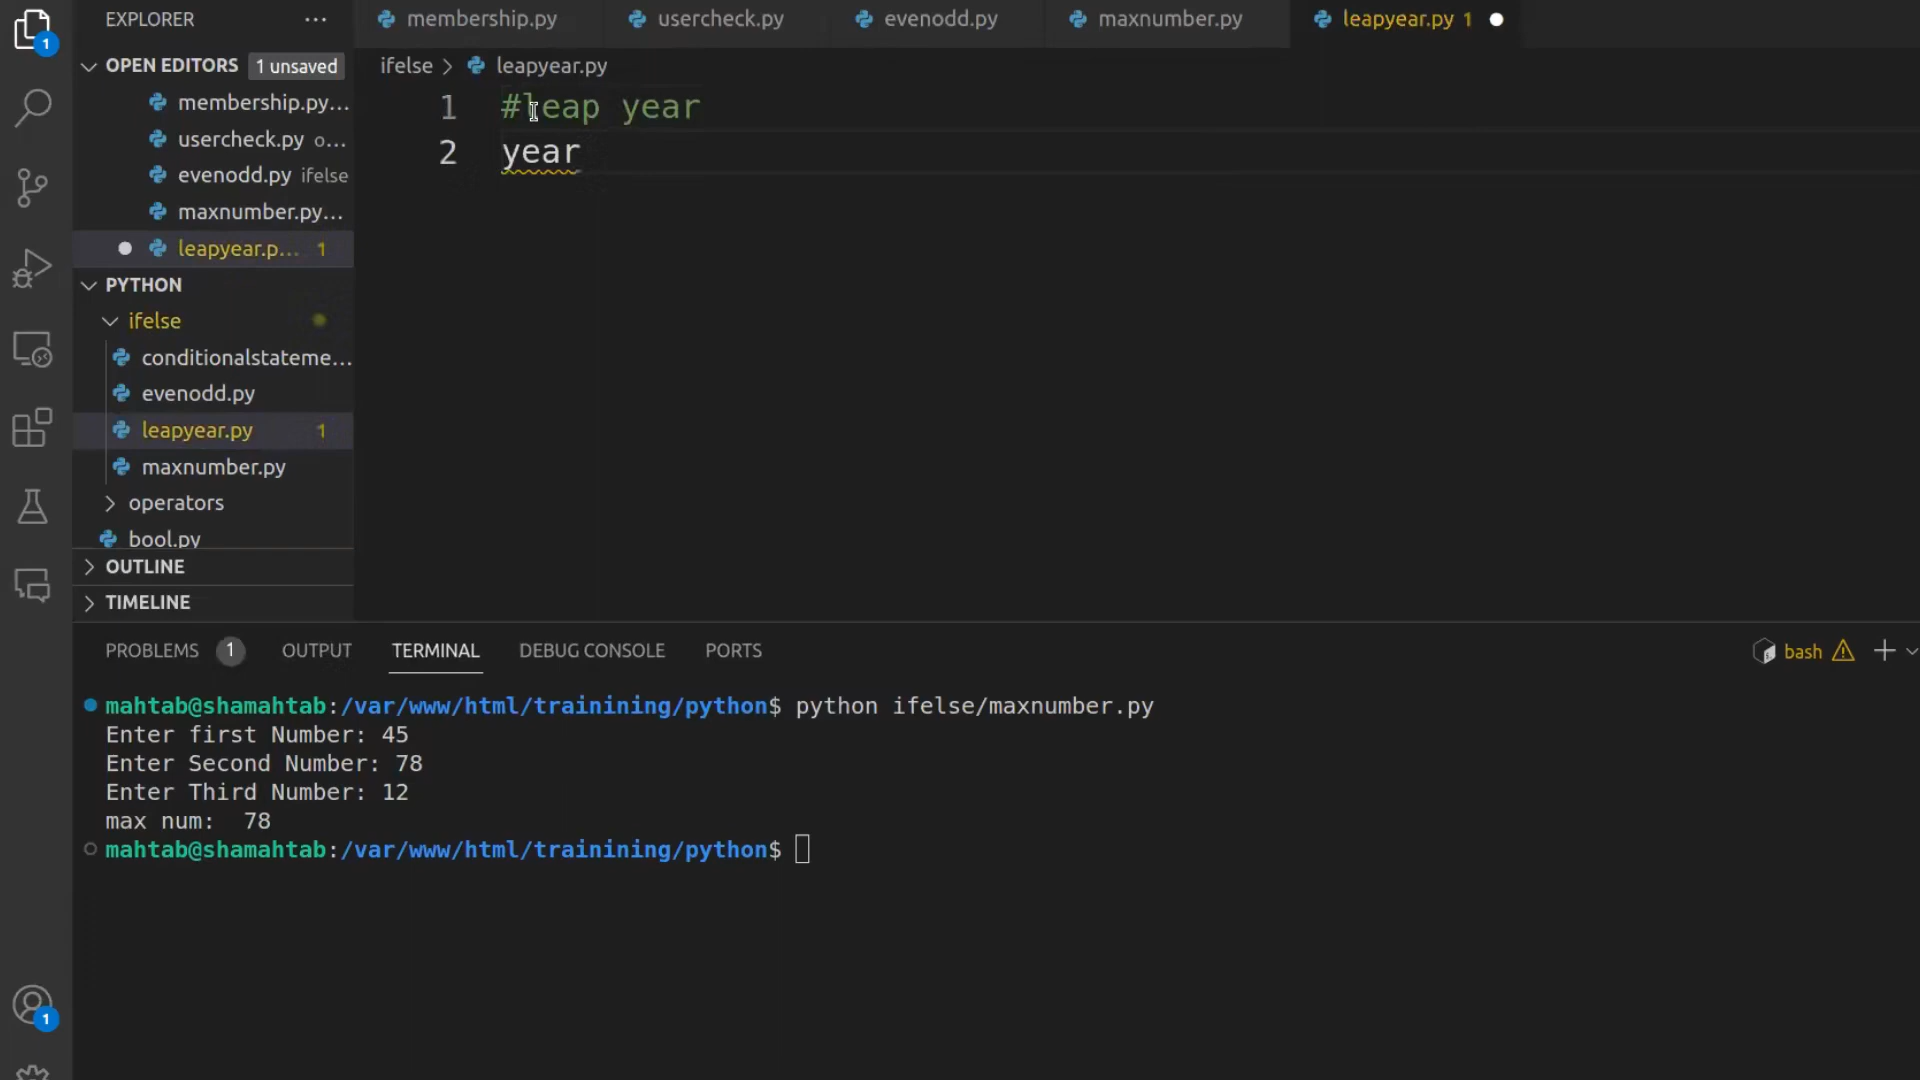 EXPLORER
membership.py
usercheck.py
evenodd.py
maxnumber.py
leapyear.py 1
OPEN EDITORS 1 unsaved
membership.py...
usercheck.py o...
evenodd.py ifelse
maxnumber.py...
leapyear.p... 1
PYTHON
ifelse
conditionalstateme...
evenodd.py
leapyear.py 1
maxnumber.py
operators
bool.py
OUTLINE
TIMELINE
ifelse > leapyear.py
1 #leap year
2 year
PROBLEMS 1 OUTPUT TERMINAL DEBUG CONSOLE PORTS
bash
mahtab@shamahtab:/var/www/html/trainining/python$ python ifelse/maxnumber.py
Enter first Number: 45
Enter Second Number: 78
Enter Third Number: 12
max num:  78
mahtab@shamahtab:/var/www/html/trainining/python$
1
1